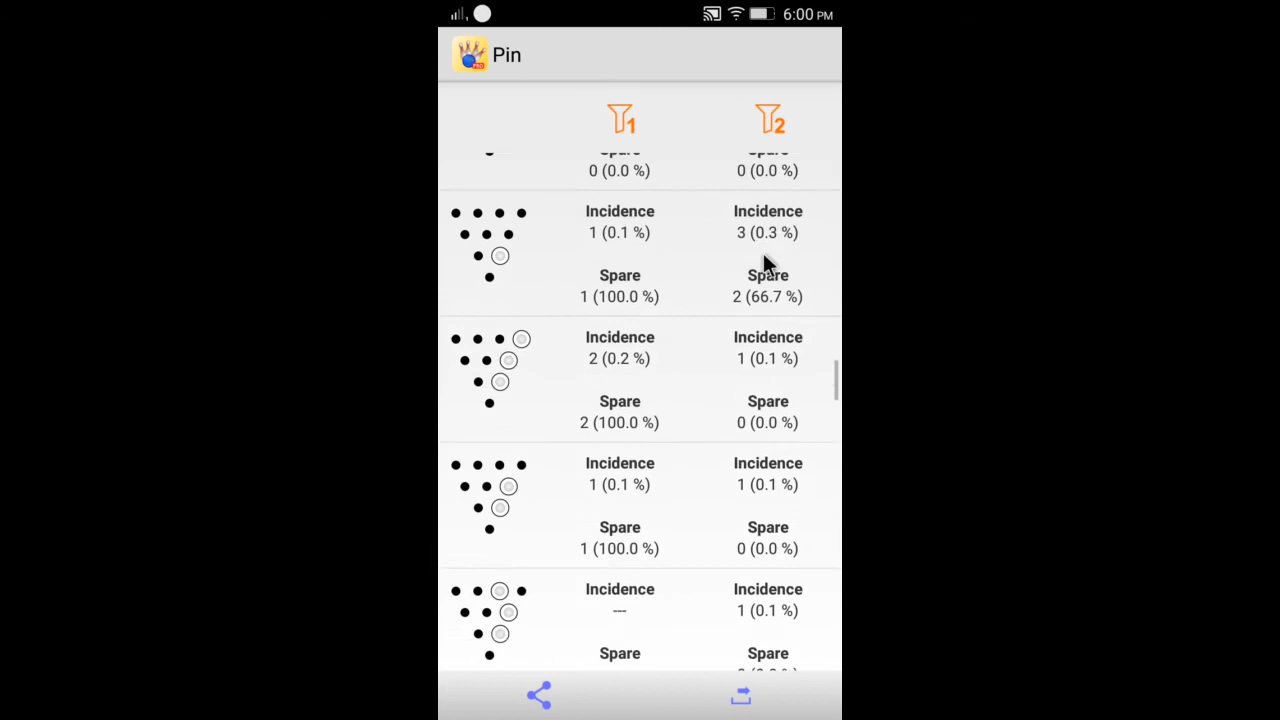 6:00 PM
PRO
Pin
1 2
Spare Spare
0 (0.0 %) 0 (0.0 %)
Incidence Incidence
1 (0.1 %) 3 (0.3 %)
Spare Spare
1 (100.0 %) 2 (66.7 %)
Incidence Incidence
2 (0.2 %) 1 (0.1 %)
Spare Spare
2 (100.0 %) 0 (0.0 %)
Incidence Incidence
1 (0.1 %) 1 (0.1 %)
Spare Spare
1 (100.0 %) 0 (0.0 %)
Incidence Incidence
--- 1 (0.1 %)
Spare Spare